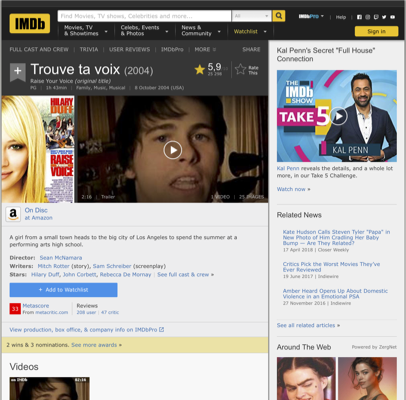 IMDb
Find Movies, TV shows, Celebrities and more...
All
IMDbPro
Help
Movies, TV & Showtimes
Celebs, Events & Photos
News & Community
Watchlist
Sign in
FULL CAST AND CREW | TRIVIA | USER REVIEWS | IMDbPro | MORE
SHARE
Trouve ta voix (2004)
Raise Your Voice (original title)
PG | 1h 43min | Family, Music, Musical | 8 October 2004 (USA)
5,9
Rate This
HILARY DUFF
RAISE YOUR VOICE
2:16 | Trailer
1 VIDEO | 25 IMAGES
On Disc
at Amazon
A girl from a small town heads to the big city of Los Angeles to spend the summer at a
performing arts high school.
Director: Sean McNamara
Writers: Mitch Rotter (story), Sam Schreiber (screenplay)
Stars: Hilary Duff, John Corbett, Rebecca De Mornay | See full cast & crew »
+ Add to Watchlist
33
Metascore
From metacritic.com
Reviews
208 user | 47 critic
View production, box office, & company info on IMDbPro
2 wins & 3 nominations. See more awards »
Videos
Kal Penn's Secret "Full House"
Connection
THE IMDb SHOW
TAKE 5
KAL PENN
Kal Penn reveals the details, and a whole lot
more, in our Take 5 Challenge.
Watch now »
Related News
Kate Hudson Calls Steven Tyler "Papa" in
New Photo of Him Cradling Her Baby
Bump — Are They Related?
17 April 2018 | Closer Weekly
Critics Pick the Worst Movies They've
Ever Reviewed
19 June 2017 | Indiewire
Amber Heard Opens Up About Domestic
Violence in Emotional PSA
27 November 2016 | Indiewire
See all related articles »
Around The Web
Powered by ZergNet